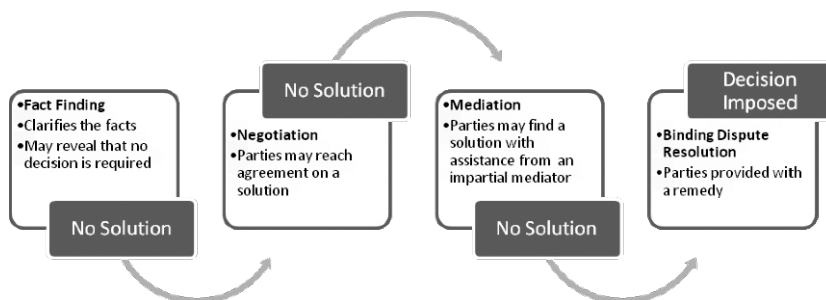 •Fact Finding
•Clarifies the facts
•May reveal that no
decision is required
No Solution
No Solution
•Negotiation
•Parties may reach
agreement on a
solution
•Mediation
•Parties may find a
solution with
assistance from an
impartial mediator
No Solution
Decision
Imposed
•Binding Dispute
Resolution
•Parties provided with
a remedy